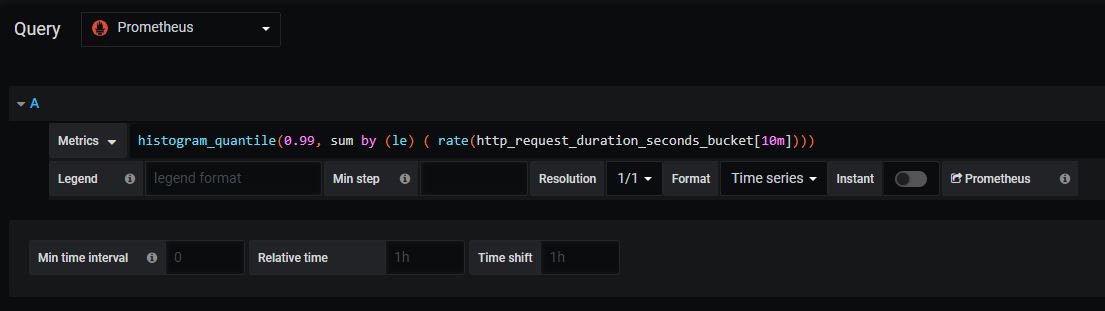 Query Prometheus
A
Metrics histogram_quantile(0.99, sum by (le) ( rate(http_request_duration_seconds_bucket[10m])))
Legend legend format Min step Resolution 1/1 Format Time series Instant Prometheus
Min time interval 0 Relative time 1h Time shift 1h